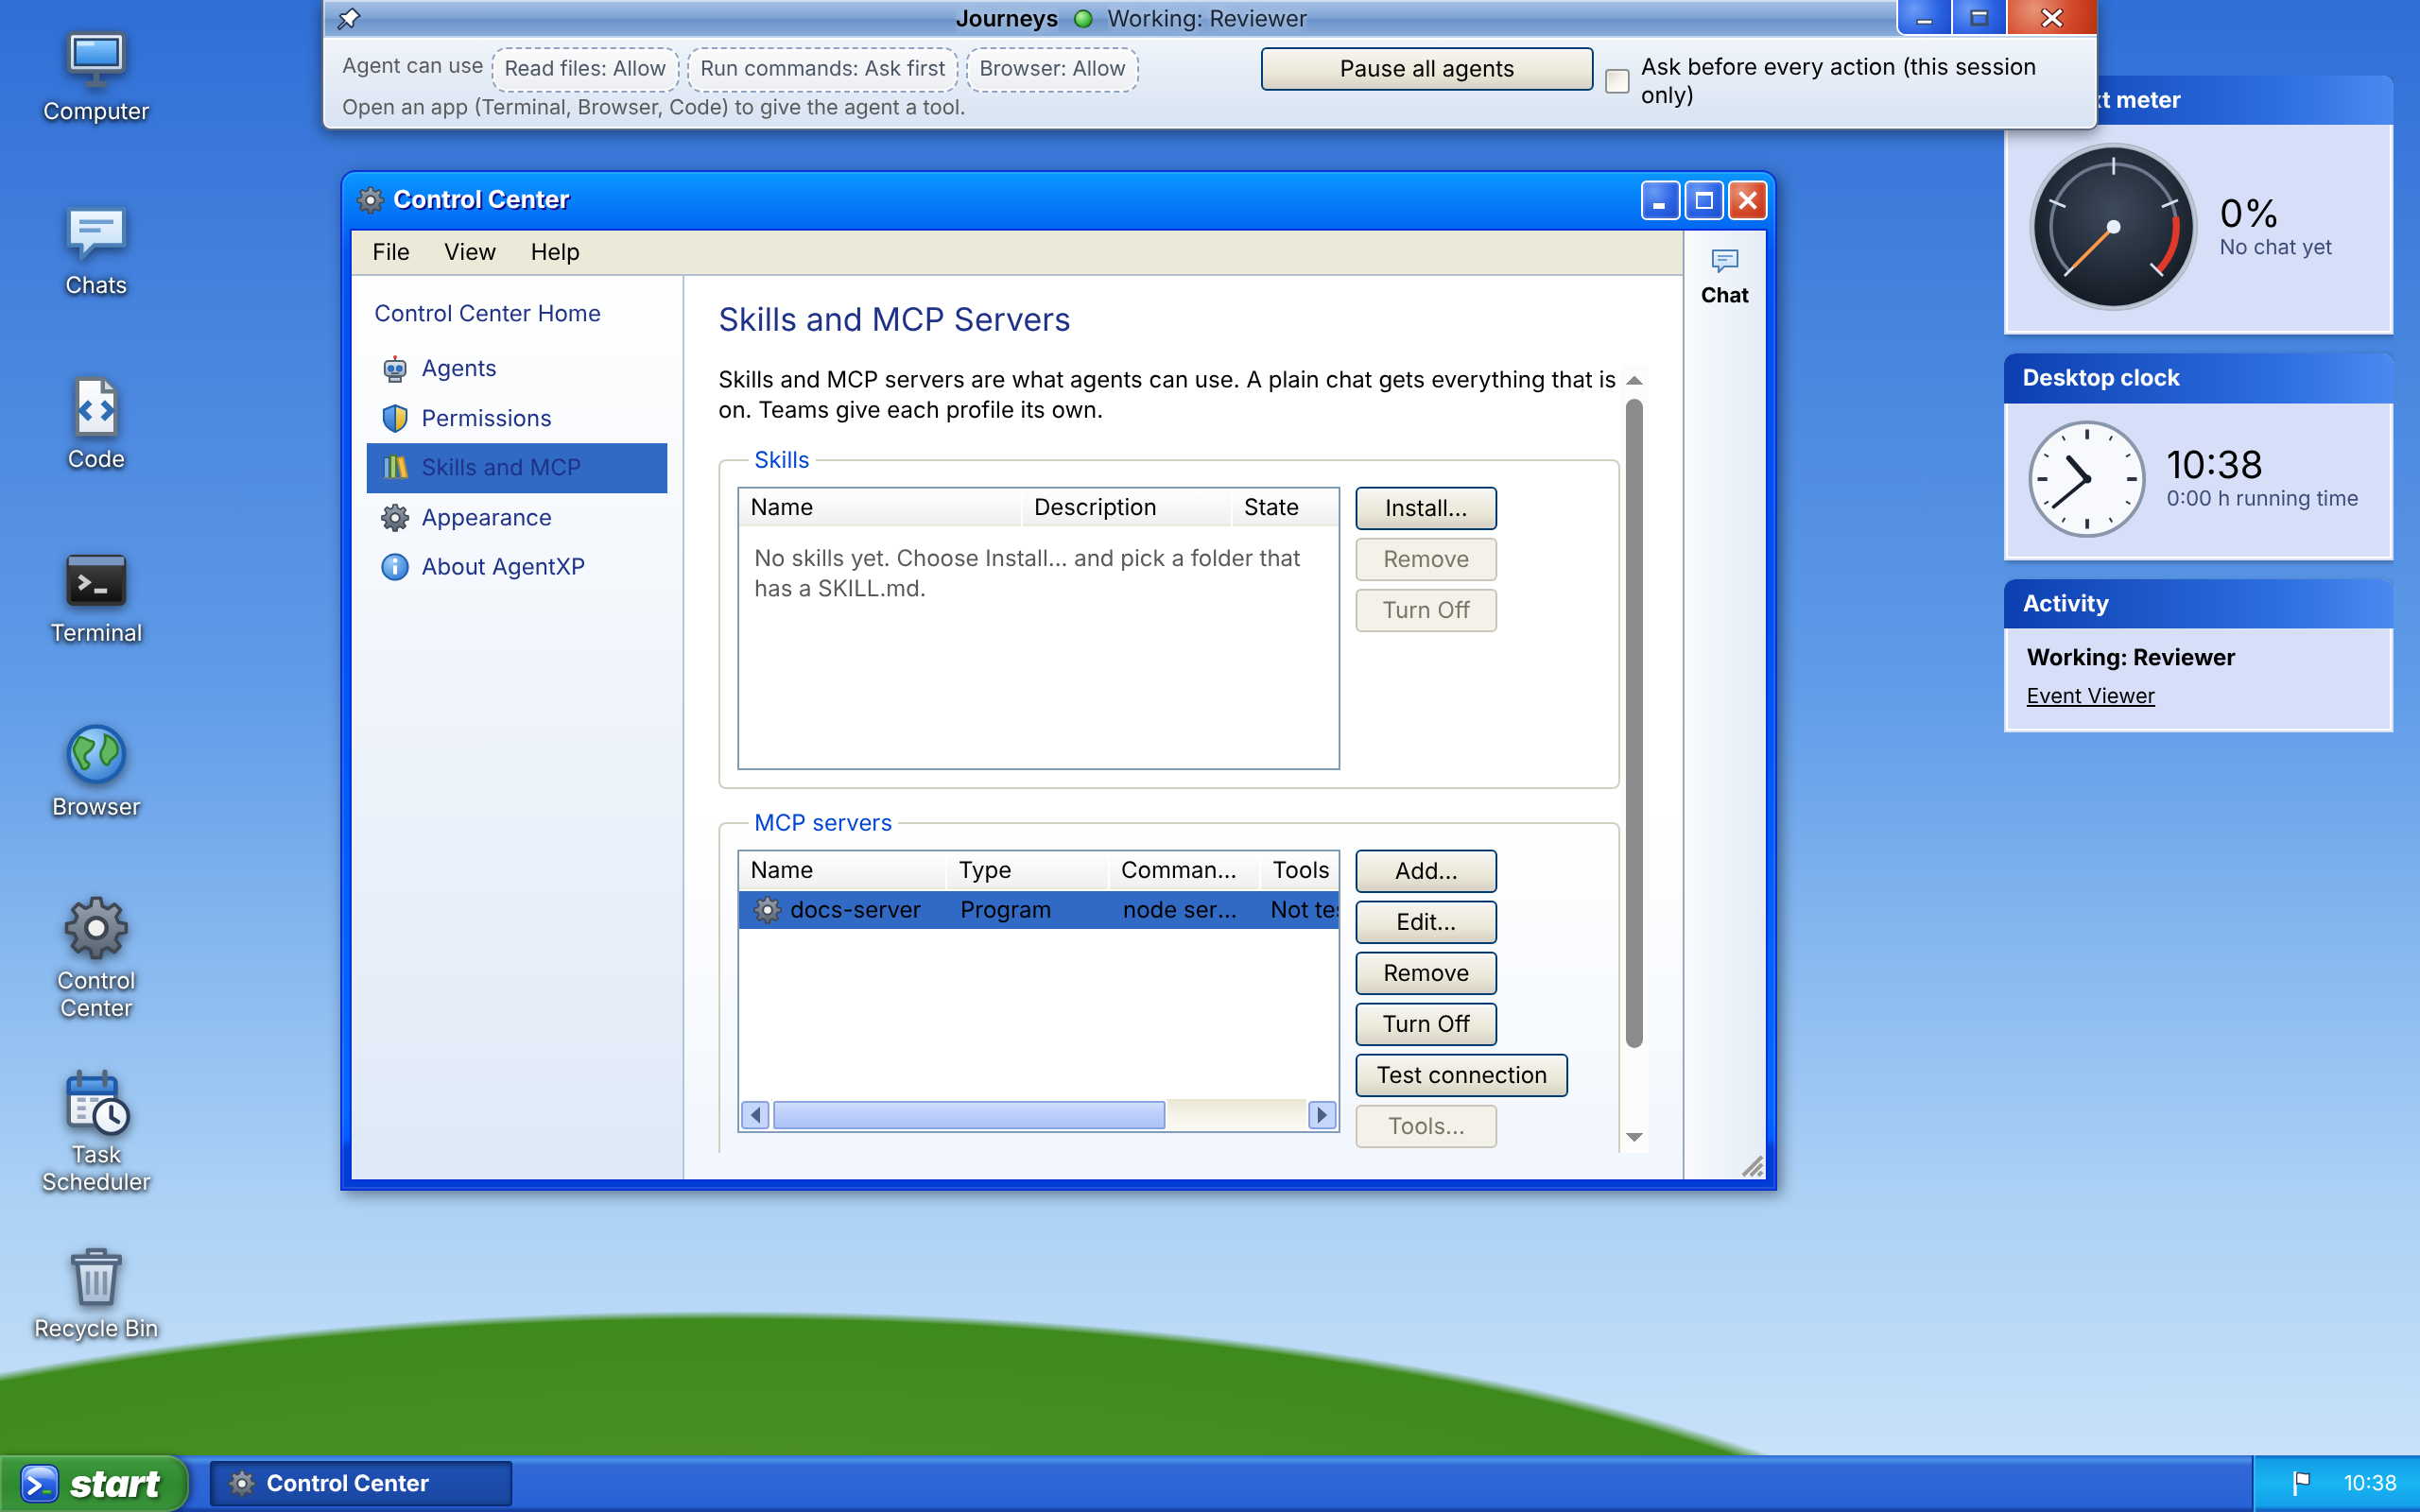 Journeys Working: Reviewer
Agent can use Read files: Allow Run commands: Ask first Browser: Allow
Open an app (Terminal, Browser, Code) to give the agent a tool.
Pause all agents
Ask before every action (this session
only)
Computer
Chats
Code
Terminal
Browser
Control
Center
Task
Scheduler
Recycle Bin
Control Center
File View Help
Control Center Home
Agents
Permissions
Skills and MCP
Appearance
About AgentXP
Skills and MCP Servers
Skills and MCP servers are what agents can use. A plain chat gets everything that is
on. Teams give each profile its own.
Skills
Name Description State
No skills yet. Choose Install... and pick a folder that
has a SKILL.md.
Install...
Remove
Turn Off
MCP servers
Name Type Comman... Tools
docs-server Program node ser... Not
Add...
Edit...
Remove
Turn Off
Test connection
Tools...
Chat
meter
0%
No chat yet
Desktop clock
10:38
0:00 h running time
Activity
Working: Reviewer
Event Viewer
start
Control Center
10:38